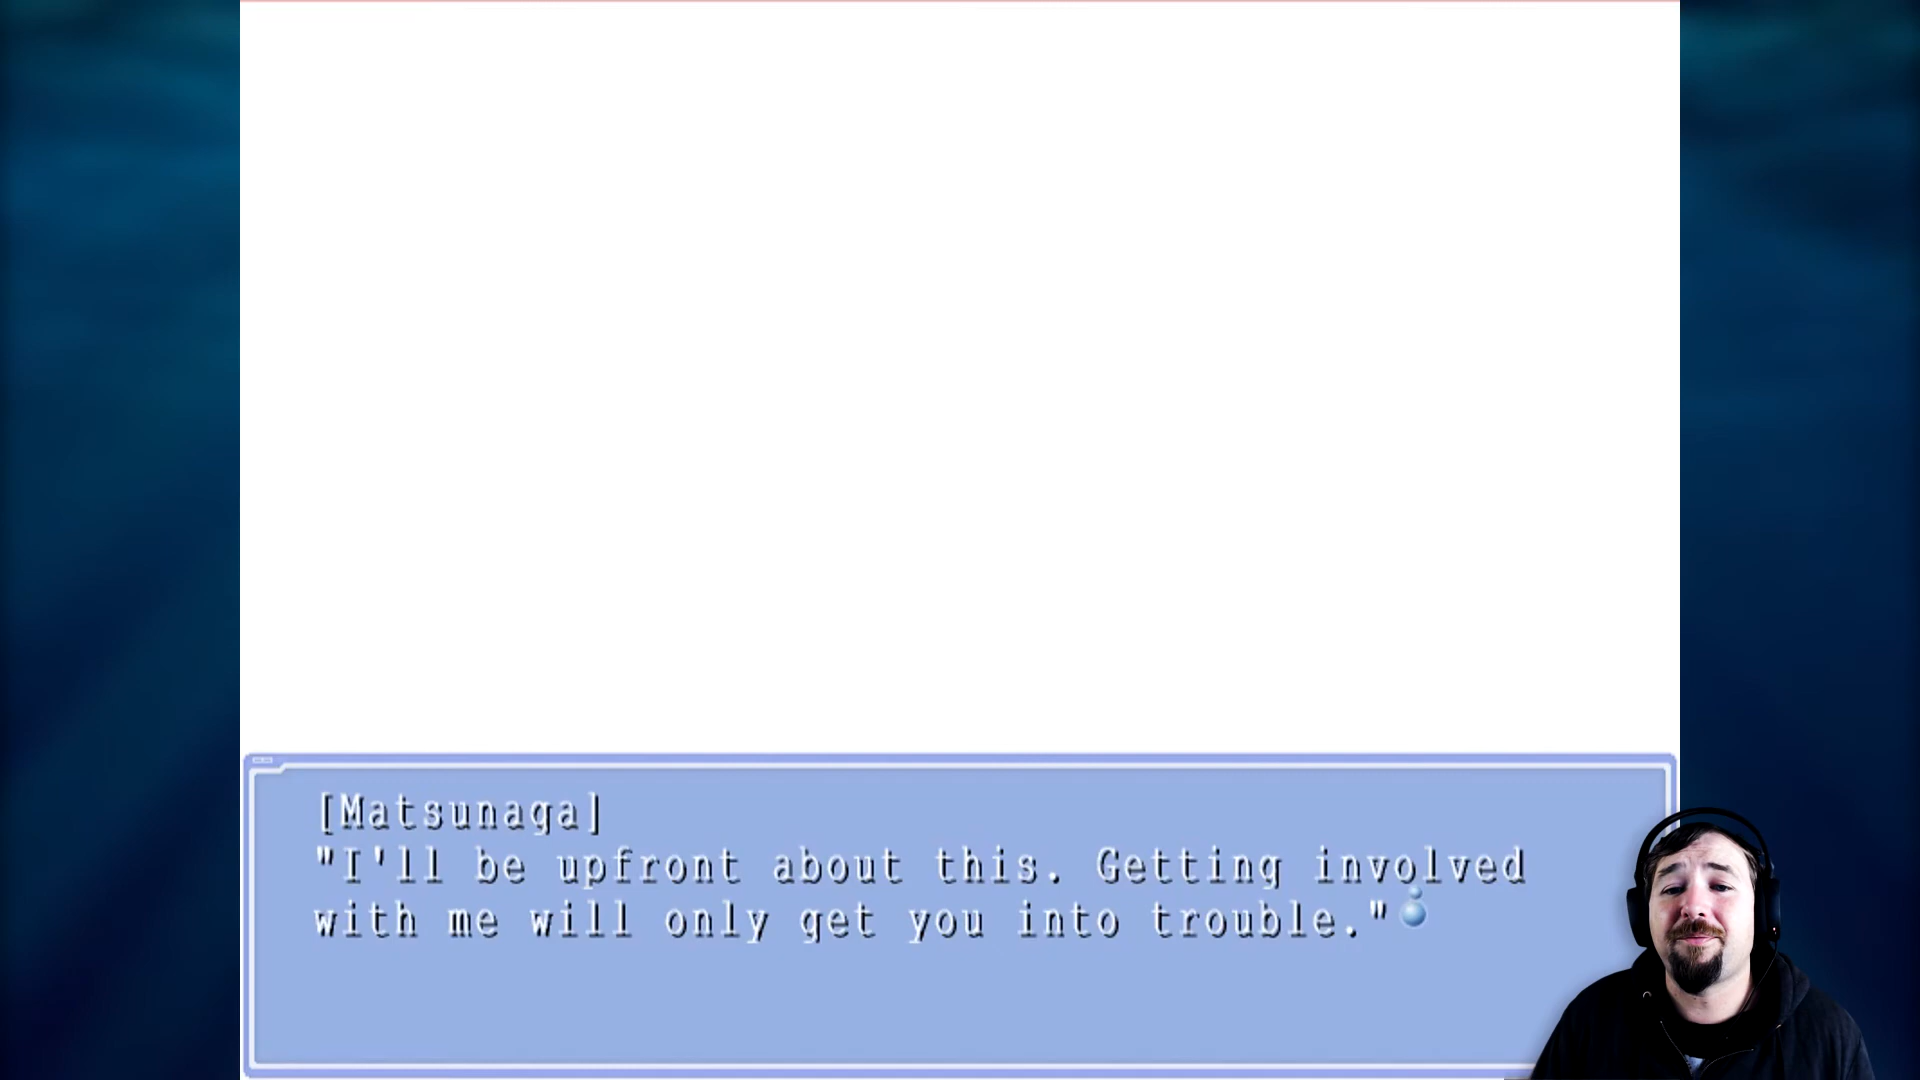 [Matsunaga]
"I'll be upfront about this. Getting involved
with me will only get you into trouble."